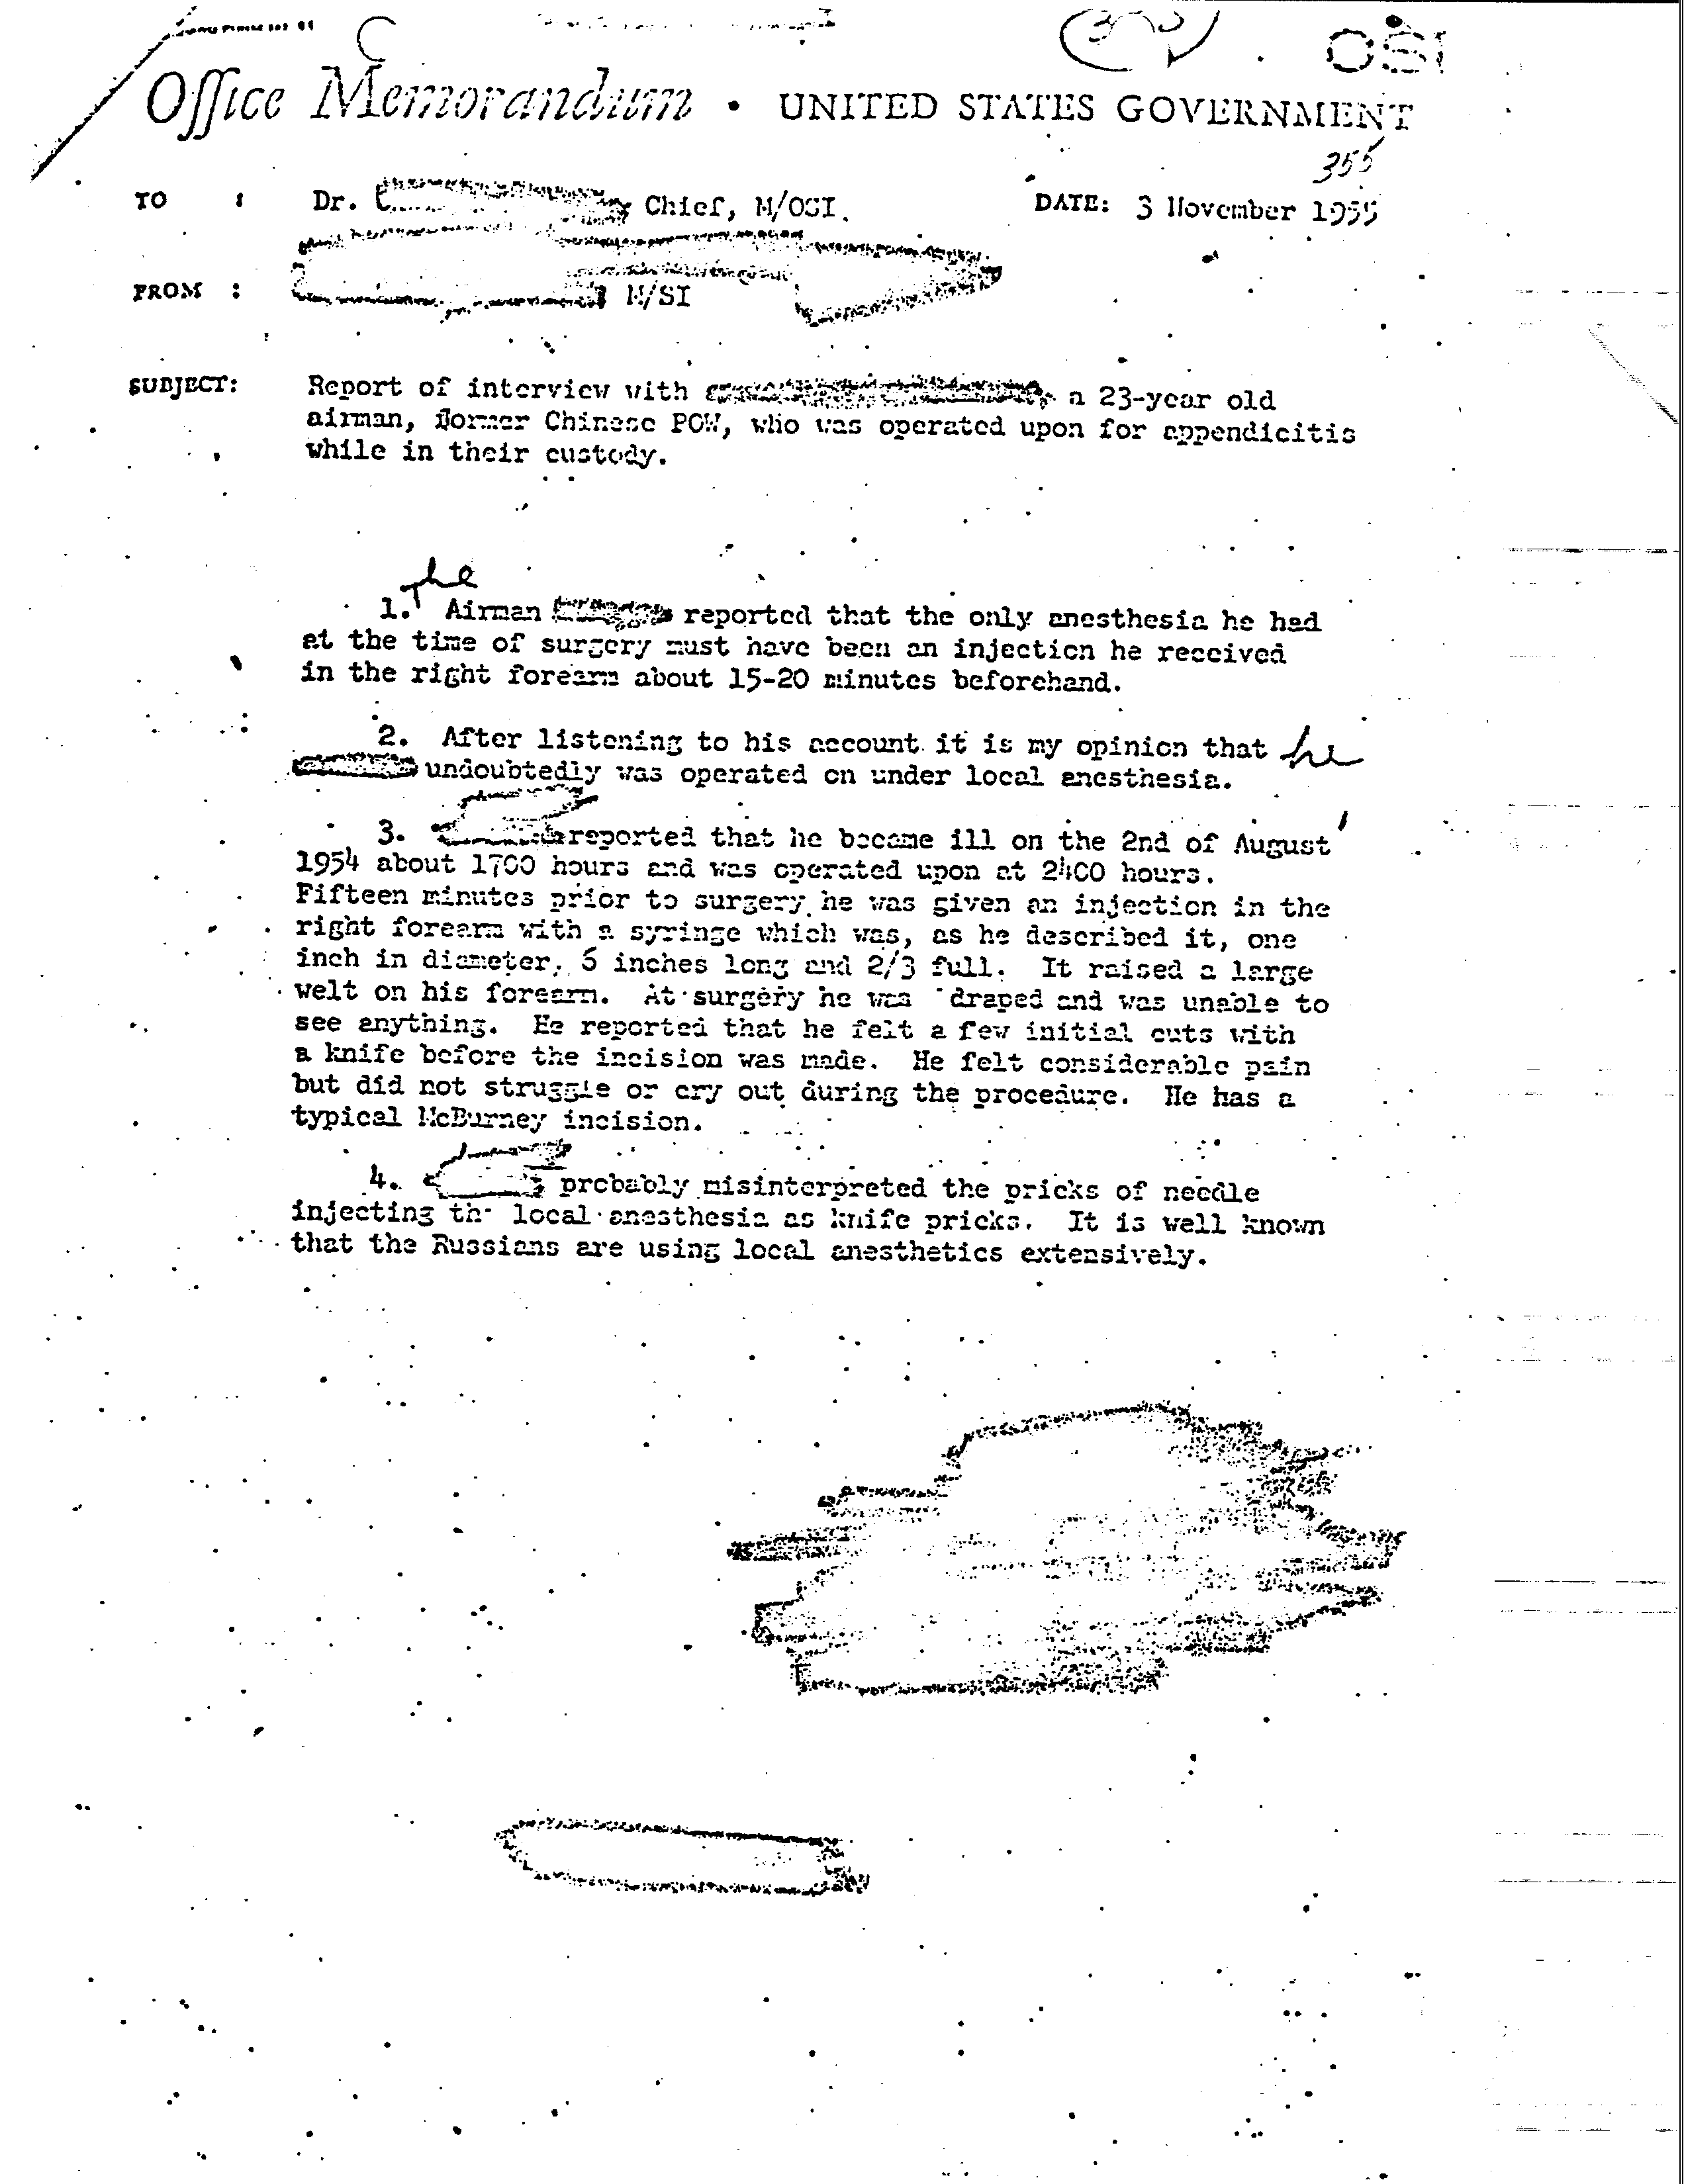 OSI
Office Memorandum • UNITED STATES GOVERNMENT
355
TO : Dr. Chief, M/OSI. DATE: 3 November 1955
FROM : M/SI
SUBJECT: Report of interview with a 23-year old
airman, former Chinese POW, who was operated upon for appendicitis
while in their custody.
The
1. Airman reported that the only anesthesia he had
at the time of surgery must have been an injection he received
in the right forearm about 15-20 minutes beforehand.
2. After listening to his account it is my opinion that he
undoubtedly was operated on under local anesthesia.
3. reported that he became ill on the 2nd of August
1954 about 1700 hours and was operated upon at 2400 hours.
Fifteen minutes prior to surgery he was given an injection in the
right forearm with a syringe which was, as he described it, one
inch in diameter, 6 inches long and 2/3 full. It raised a large
welt on his forearm. At surgery he was draped and was unable to
see anything. He reported that he felt a few initial cuts with
a knife before the incision was made. He felt considerable pain
but did not struggle or cry out during the procedure. He has a
typical McBurney incision.
4. probably misinterpreted the pricks of needle
injecting th- local anesthesia as knife pricks. It is well known
that the Russians are using local anesthetics extensively.